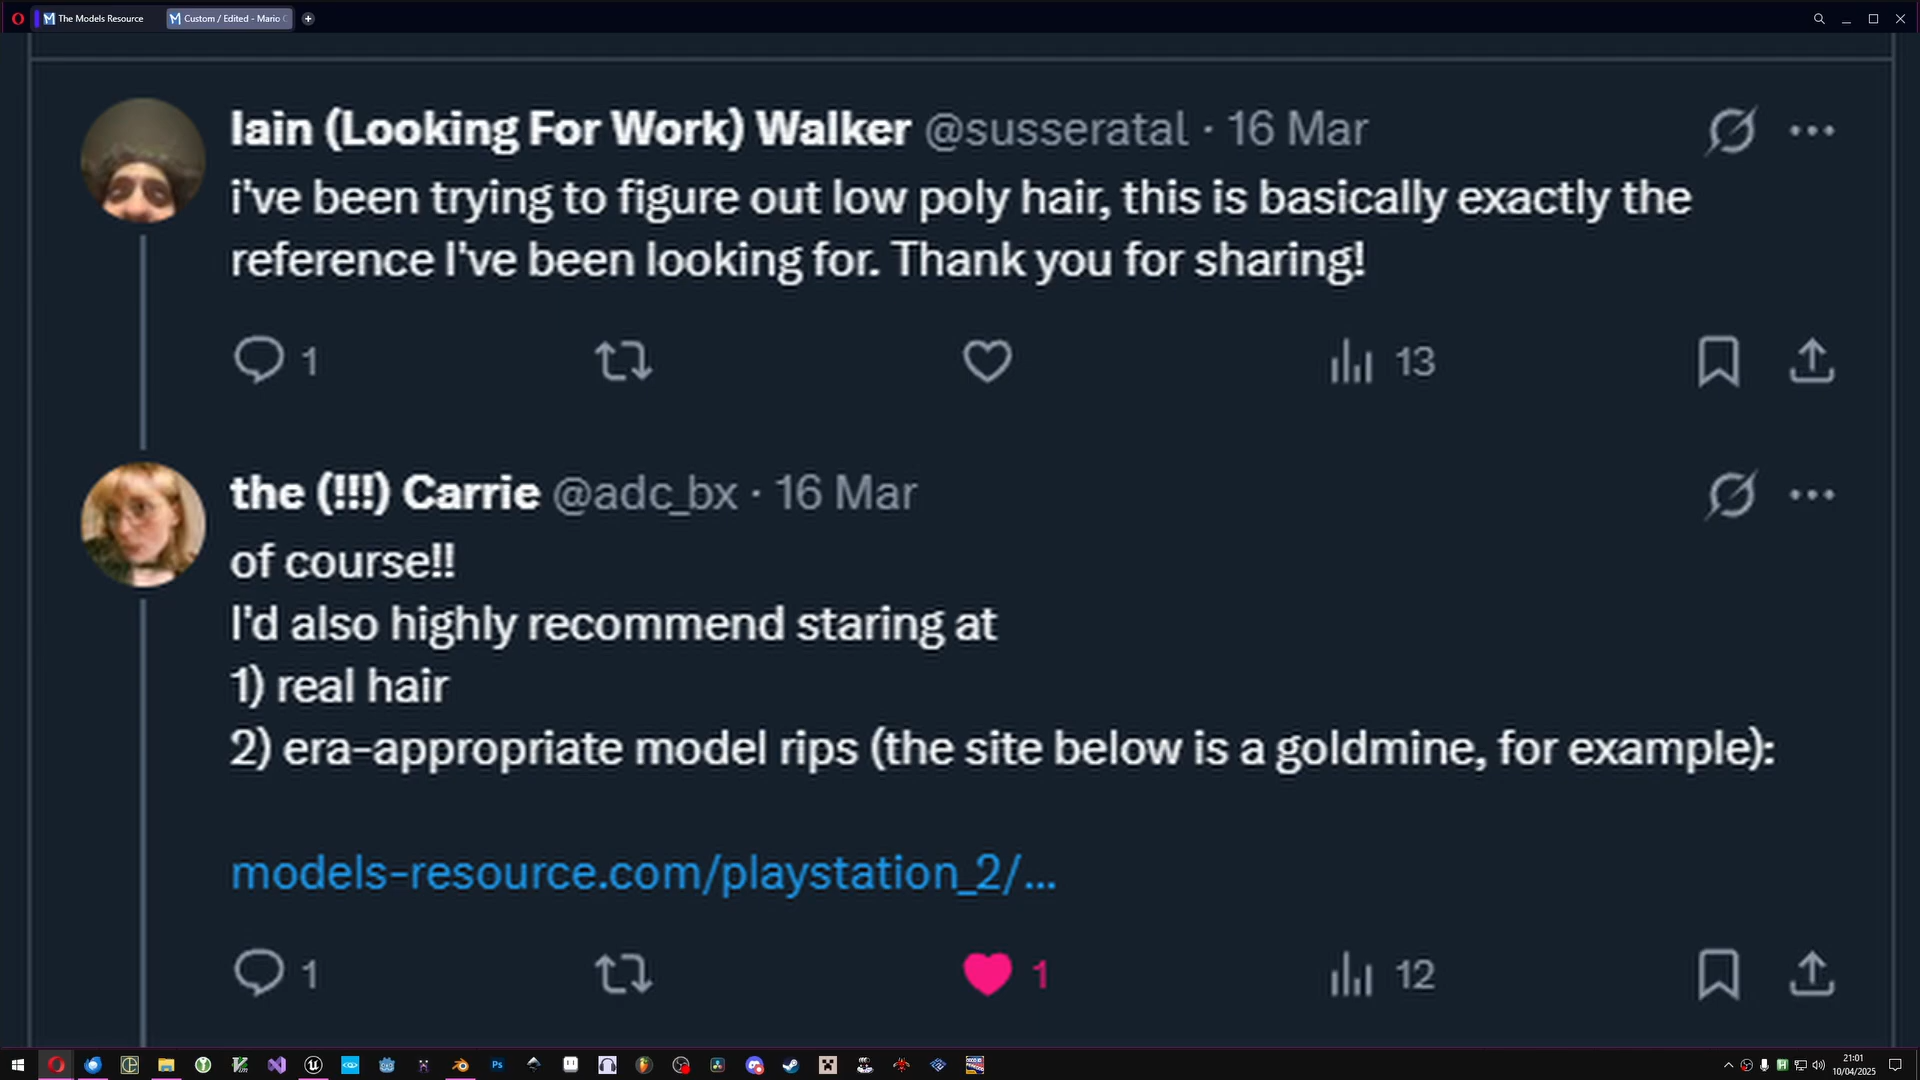 The Models Resource
Custom / Edited - Mario
Iain (Looking For Work) Walker @susseratal · 16 Mar
i've been trying to figure out low poly hair, this is basically exactly the
reference I've been looking for. Thank you for sharing!
1
13
the (!!!) Carrie @adc_bx · 16 Mar
of course!!
I'd also highly recommend staring at
1) real hair
2) era-appropriate model rips (the site below is a goldmine, for example):
models-resource.com/playstation_2/...
1
1
12
21:01
10/04/2025